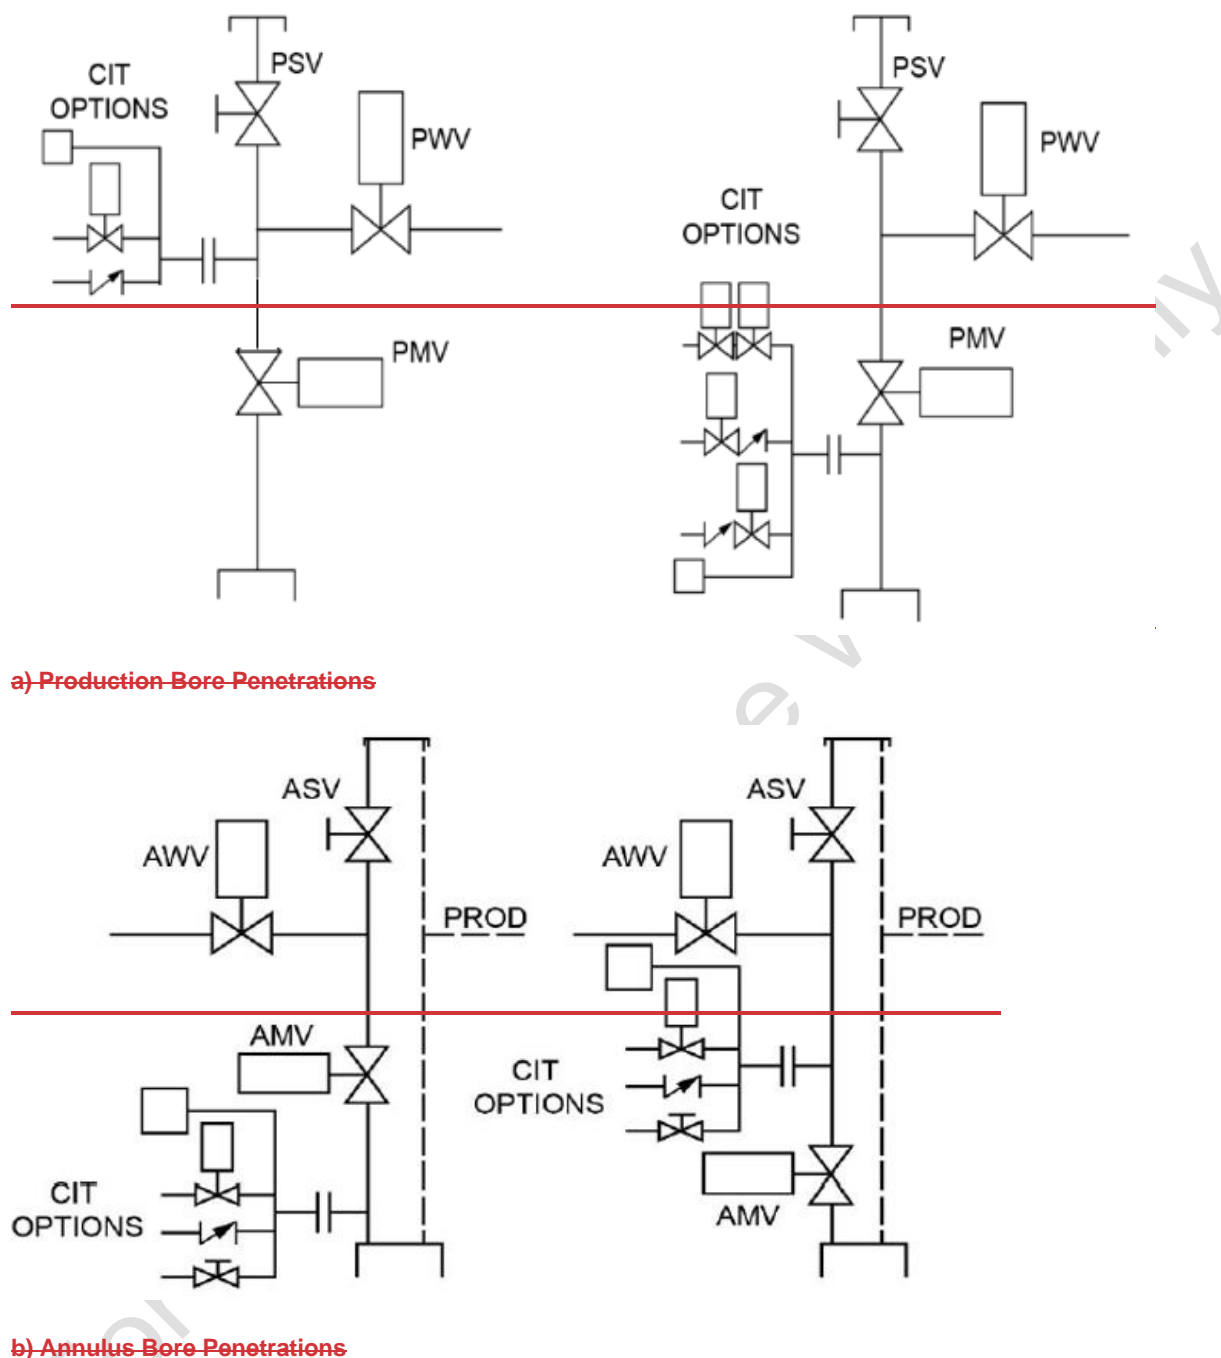 PSV
CIT
OPTIONS
PWV
PMV
PSV
PWV
CIT
OPTIONS
PMV
a) Production Bore Penetrations
ASV
AWV
PROD
AMV
CIT
OPTIONS
ASV
AWV
PROD
CIT
OPTIONS
AMV
b) Annulus Bore Penetrations